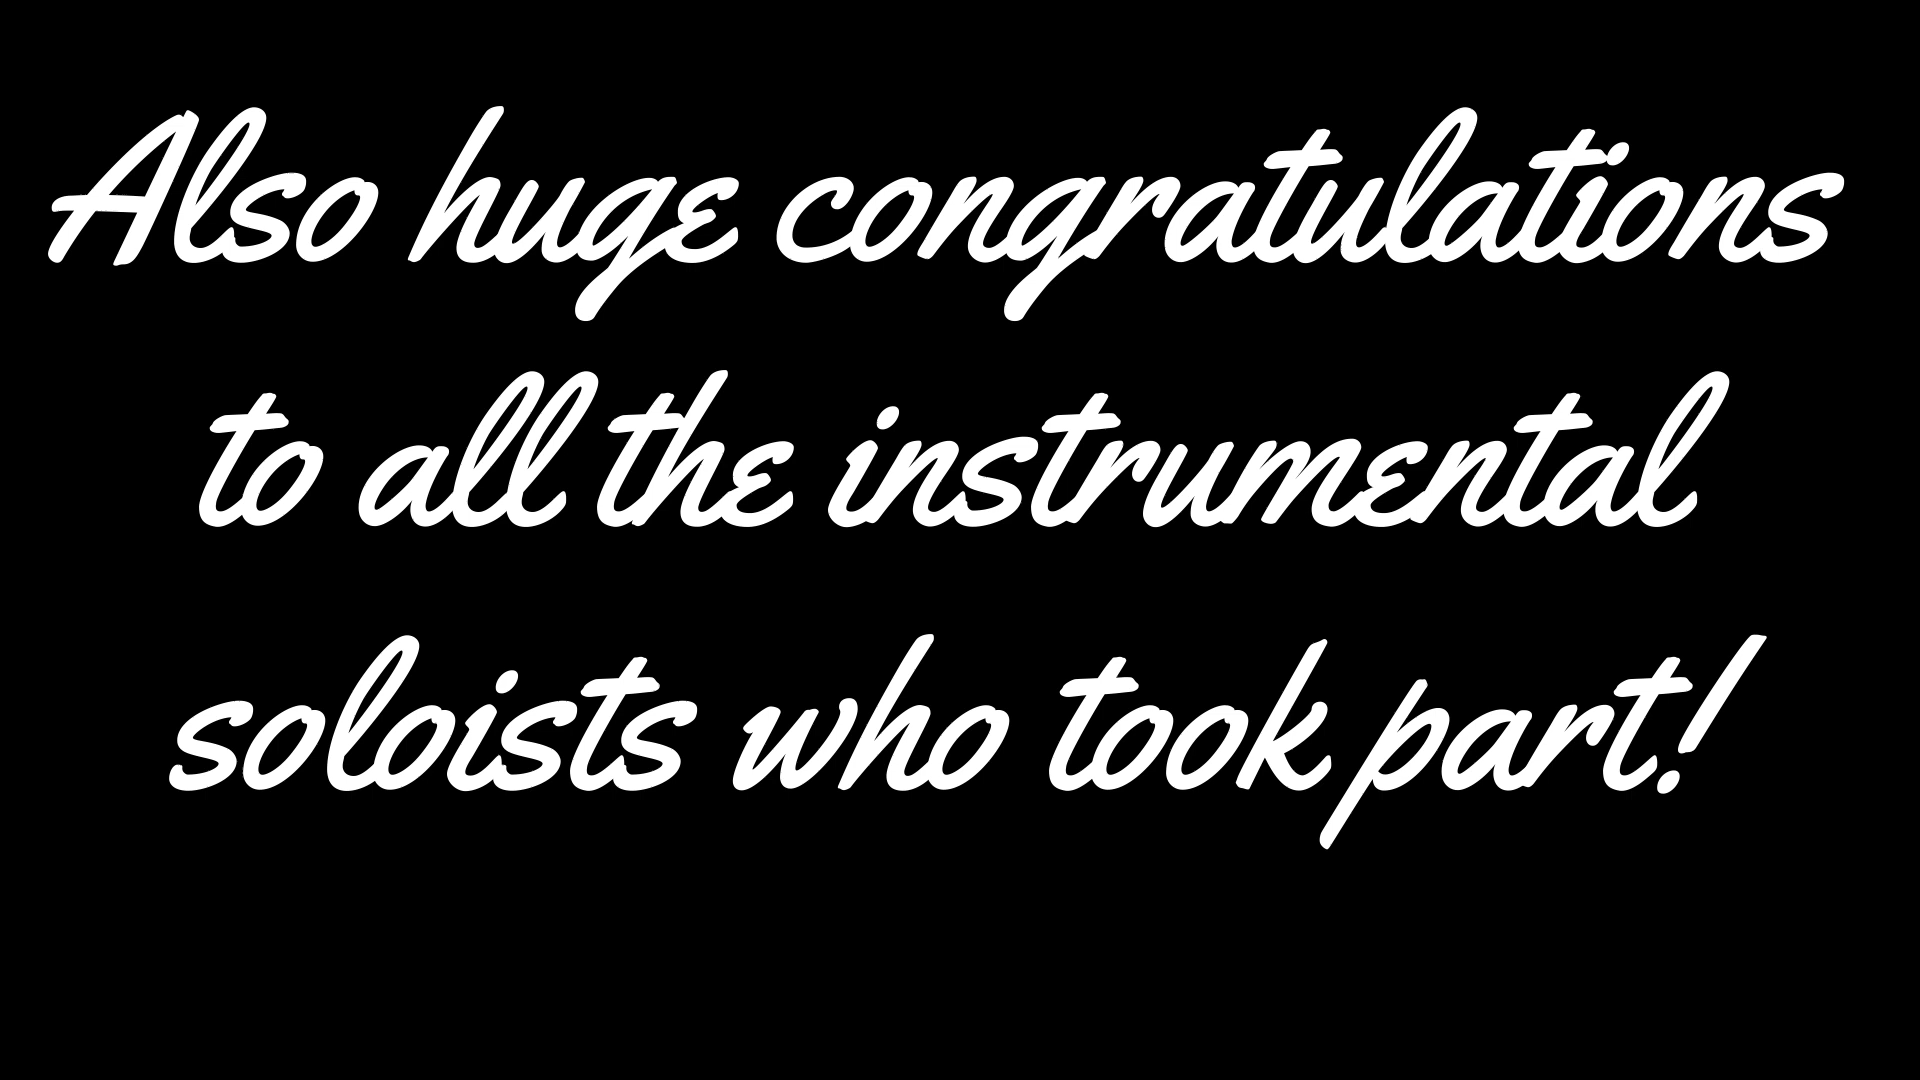 Also huge congratulations
to all the instrumental
soloists who took part!